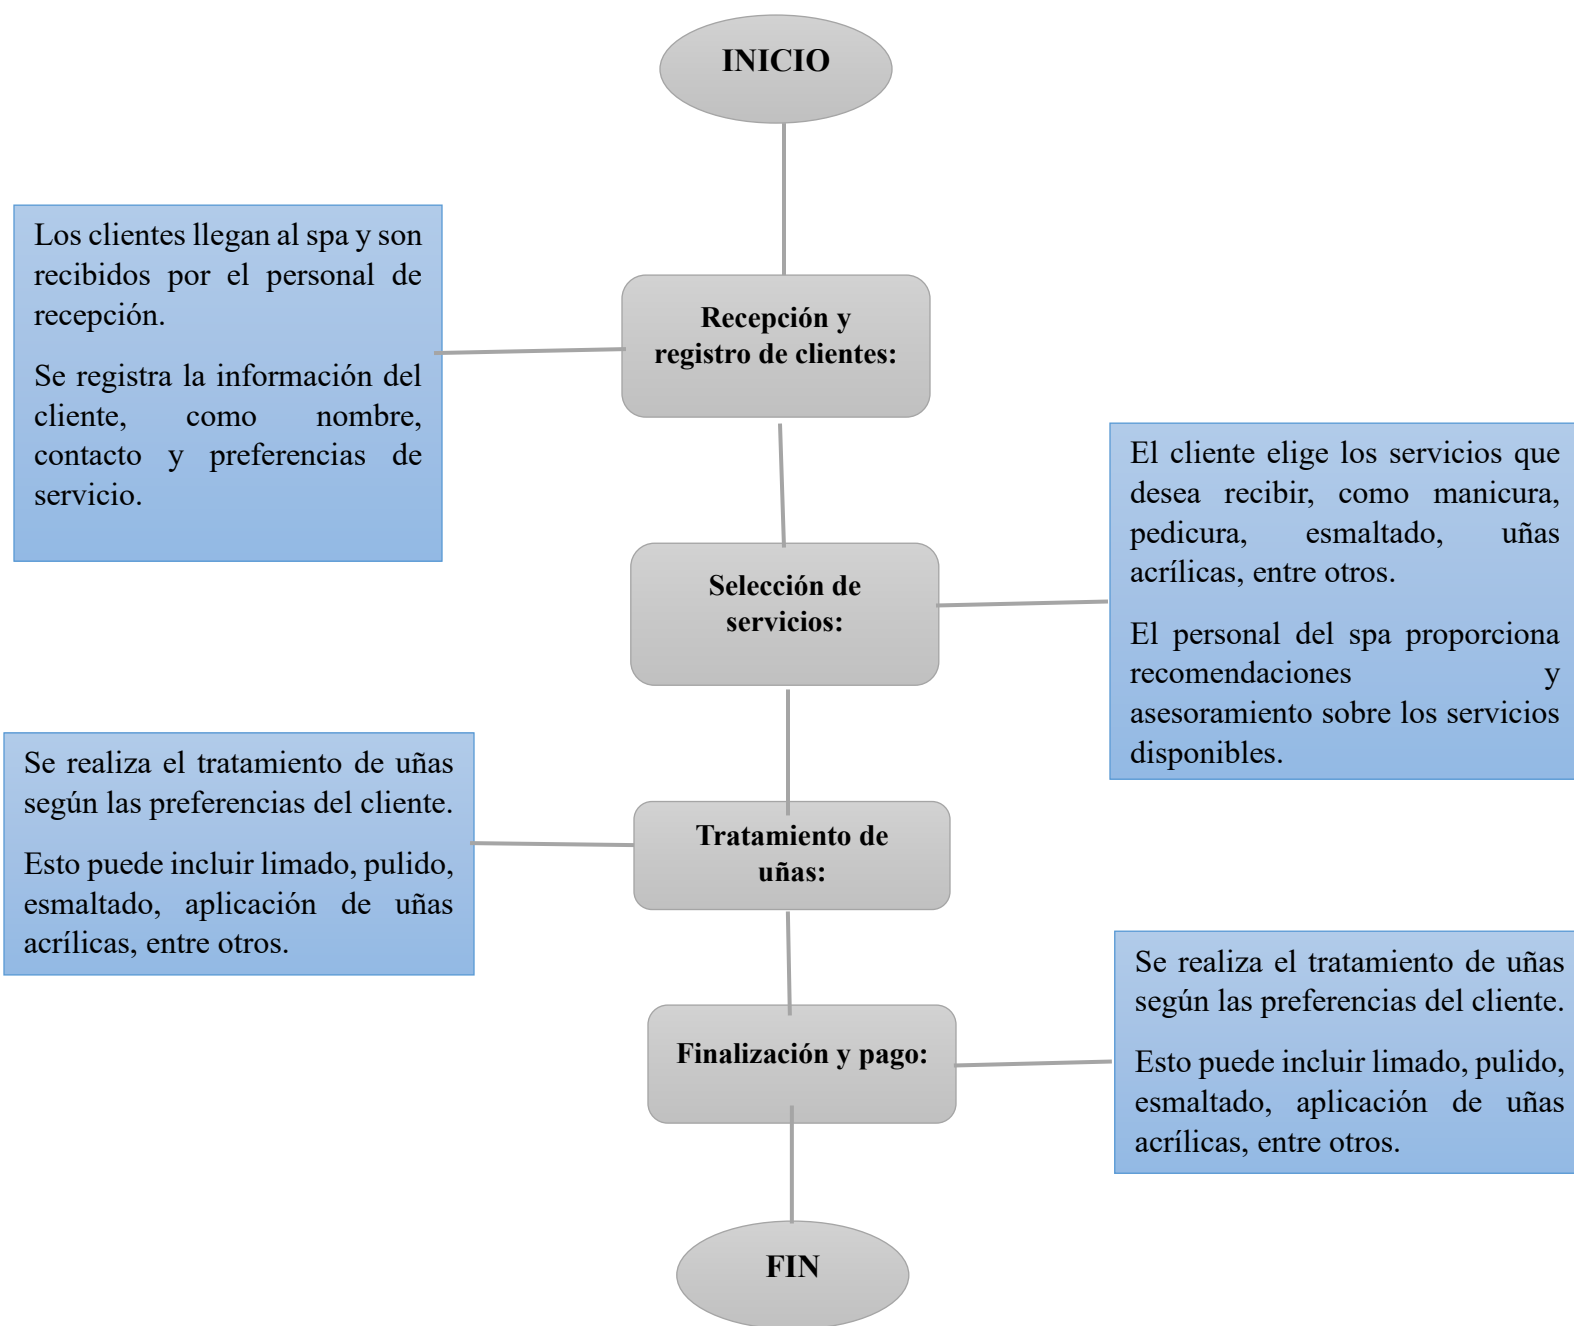 INICIO
Los clientes llegan al spa y son
recibidos por el personal de
recepción.
Se registra la información del
cliente, como nombre,
contacto y preferencias de
servicio.
Recepción y
registro de clientes:
El cliente elige los servicios que
desea recibir, como manicura,
pedicura, esmaltado, uñas
acrílicas, entre otros.
El personal del spa proporciona
recomendaciones y
asesoramiento sobre los servicios
disponibles.
Selección de
servicios:
Se realiza el tratamiento de uñas
según las preferencias del cliente.
Esto puede incluir limado, pulido,
esmaltado, aplicación de uñas
acrílicas, entre otros.
Tratamiento de
uñas:
Se realiza el tratamiento de uñas
según las preferencias del cliente.
Esto puede incluir limado, pulido,
esmaltado, aplicación de uñas
acrílicas, entre otros.
Finalización y pago:
FIN